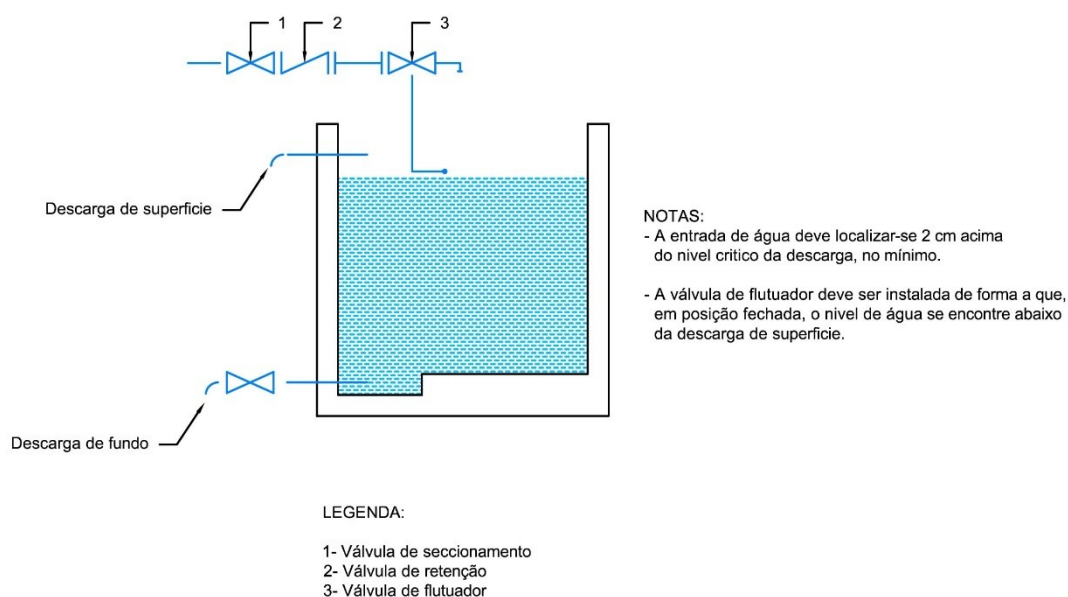 1
2
3
Descarga de superficie
NOTAS:
- A entrada de água deve localizar-se 2 cm acima
do nivel critico da descarga, no mínimo.
- A válvula de flutuador deve ser instalada de forma a que,
em posição fechada, o nivel de água se encontre abaixo
da descarga de superficie.
Descarga de fundo
LEGENDA:
1- Válvula de seccionamento
2- Válvula de retenção
3- Válvula de flutuador